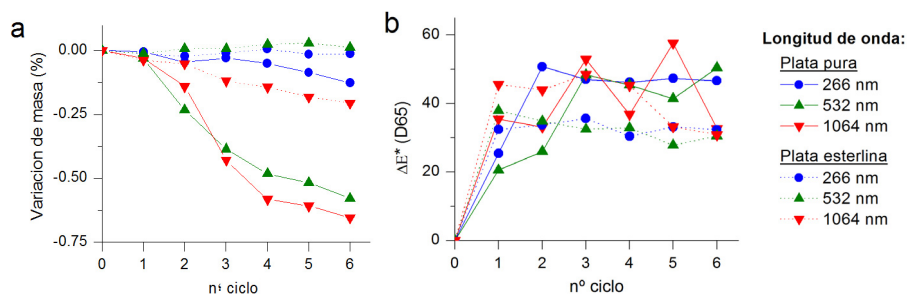 a
Variacion de masa (%)
0.00
-0.25
-0.50
-0.75
0 1 2 3 4 5 6
nⁱ ciclo
b
ΔE* (D65)
60
40
20
0
0 1 2 3 4 5 6
nº ciclo
Longitud de onda:
Plata pura
266 nm
532 nm
1064 nm
Plata esterlina
266 nm
532 nm
1064 nm